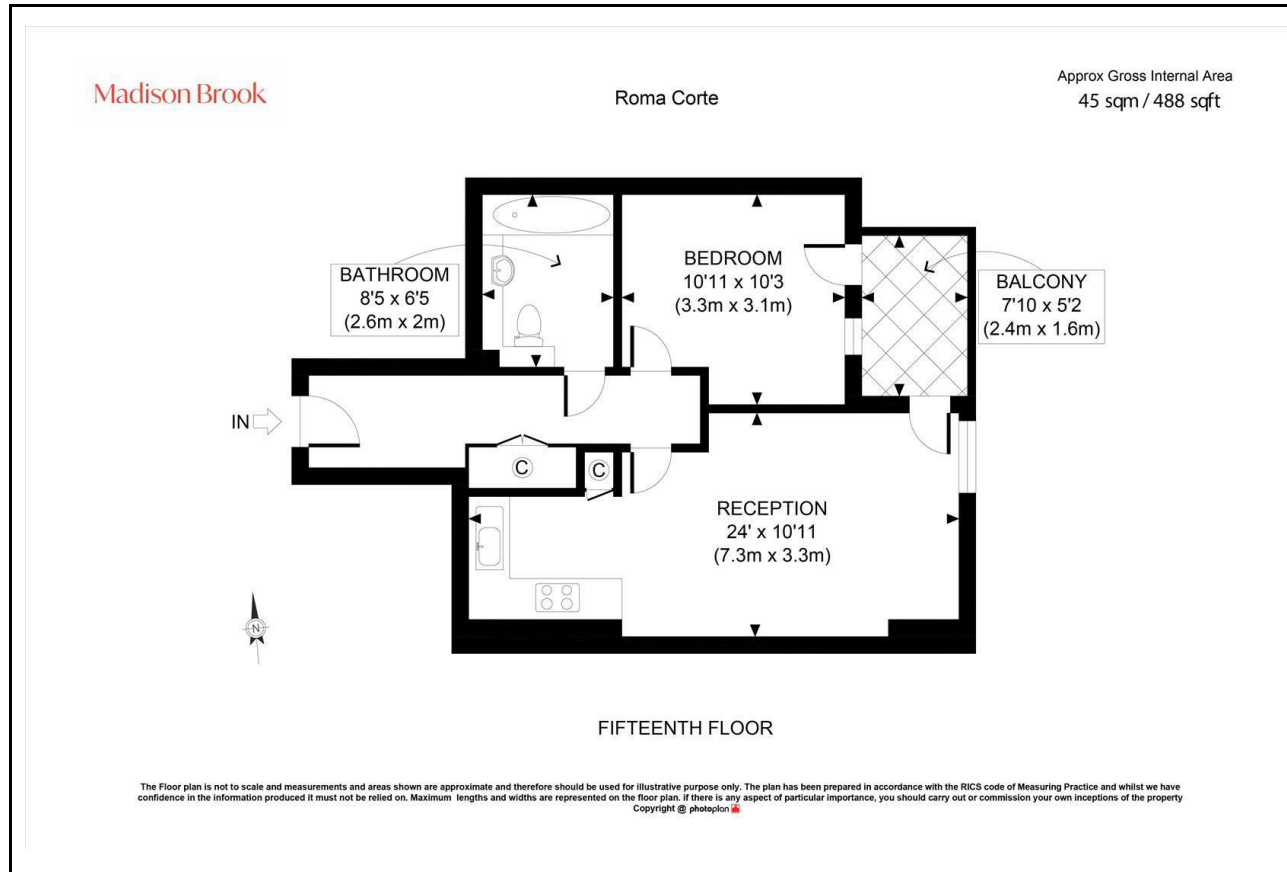 Madison Brook
Roma Corte
Approx Gross Internal Area
45 sqm / 488 sqft
BATHROOM
8'5 x 6'5
(2.6m x 2m)
BEDROOM
10'11 x 10'3
(3.3m x 3.1m)
BALCONY
7'10 x 5'2
(2.4m x 1.6m)
IN
C
C
RECEPTION
24' x 10'11
(7.3m x 3.3m)
N
FIFTEENTH FLOOR
The Floor plan is not to scale and measurements and areas shown are approximate and therefore should be used for illustrative purpose only. The plan has been prepared in accordance with the RICS code of Measuring Practice and whilst we have
confidence in the information produced it must not be relied on. Maximum lengths and widths are represented on the floor plan. if there is any aspect of particular importance, you should carry out or commission your own inceptions of the property
Copyright @ photoplan